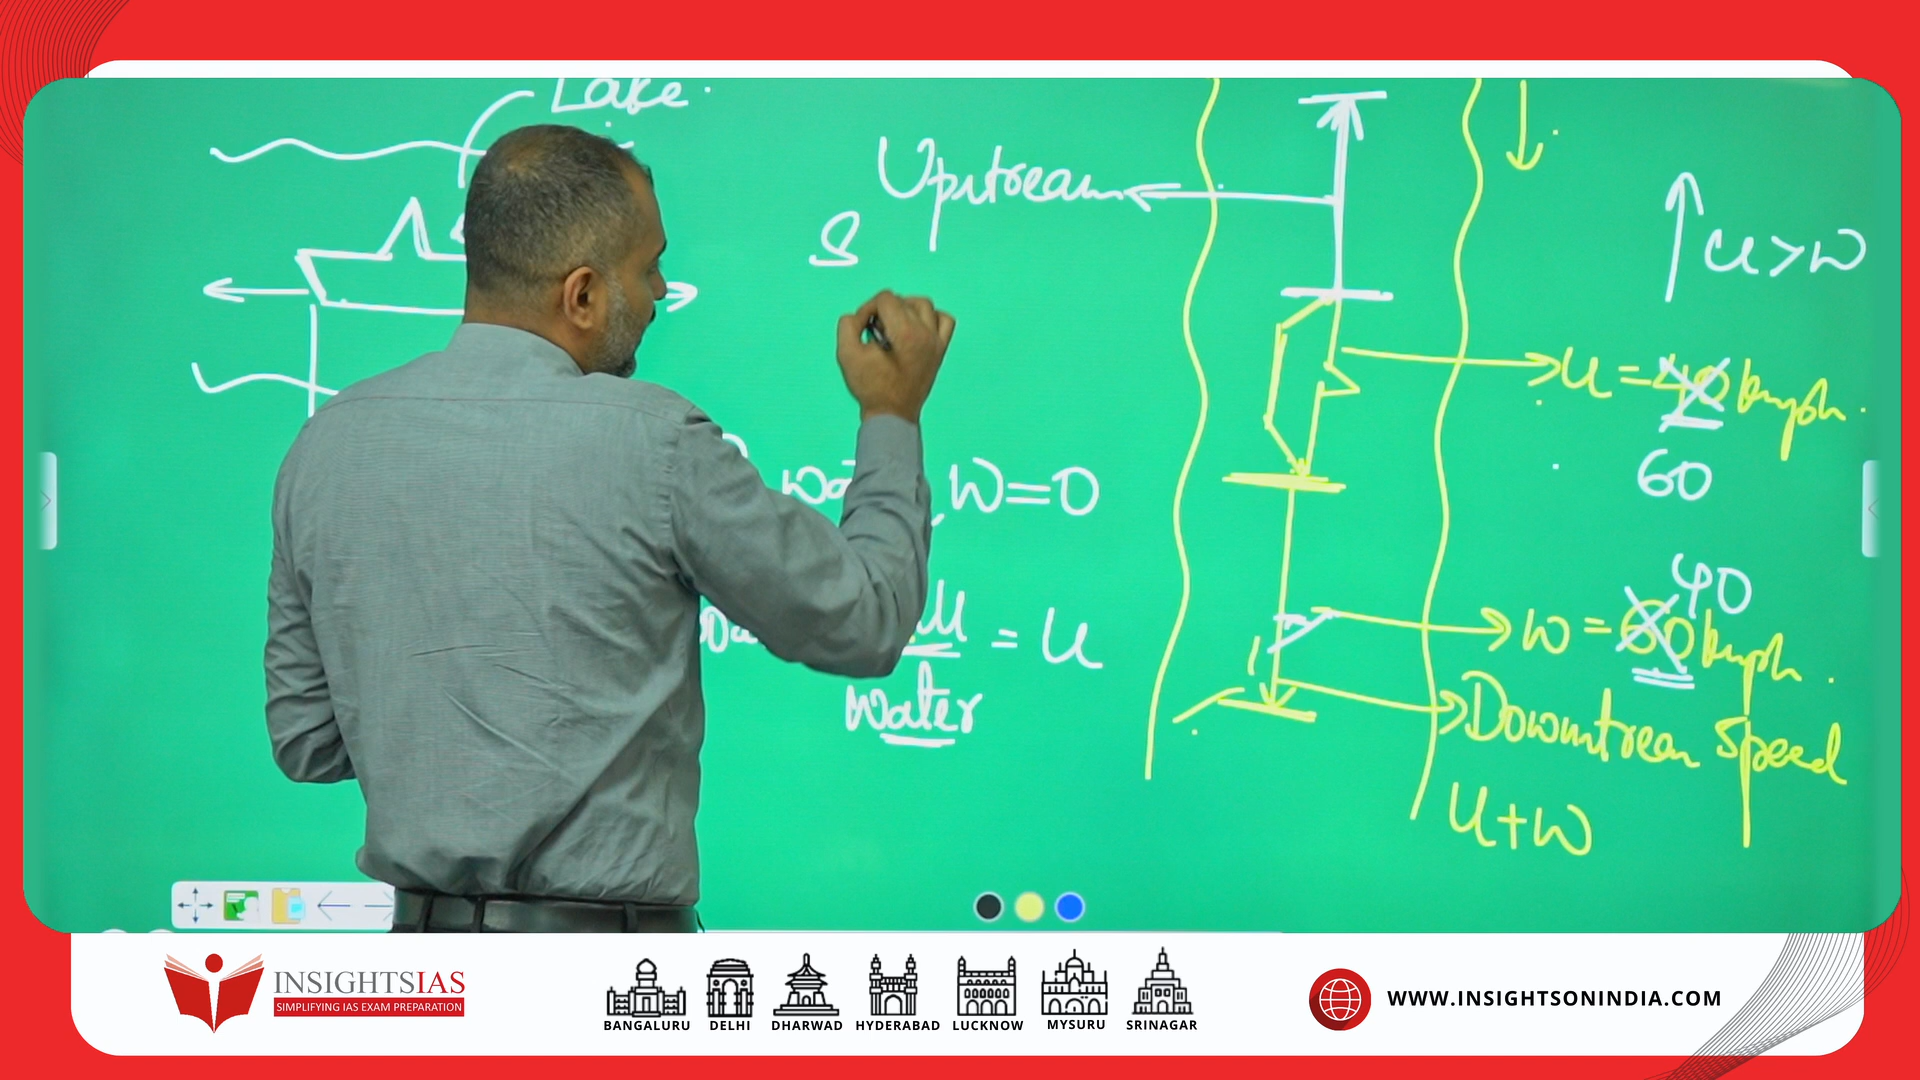 Lake.
Upstream
S
u > w
u = 40 kmph.
60
w = 0
40
w = 60 kmph.
= u
water
Downtream Speed
u + w
INSIGHTSIAS
SIMPLIFYING IAS EXAM PREPARATION
BANGALURU DELHI DHARWAD HYDERABAD LUCKNOW MYSURU SRINAGAR
WWW.INSIGHTSONINDIA.COM